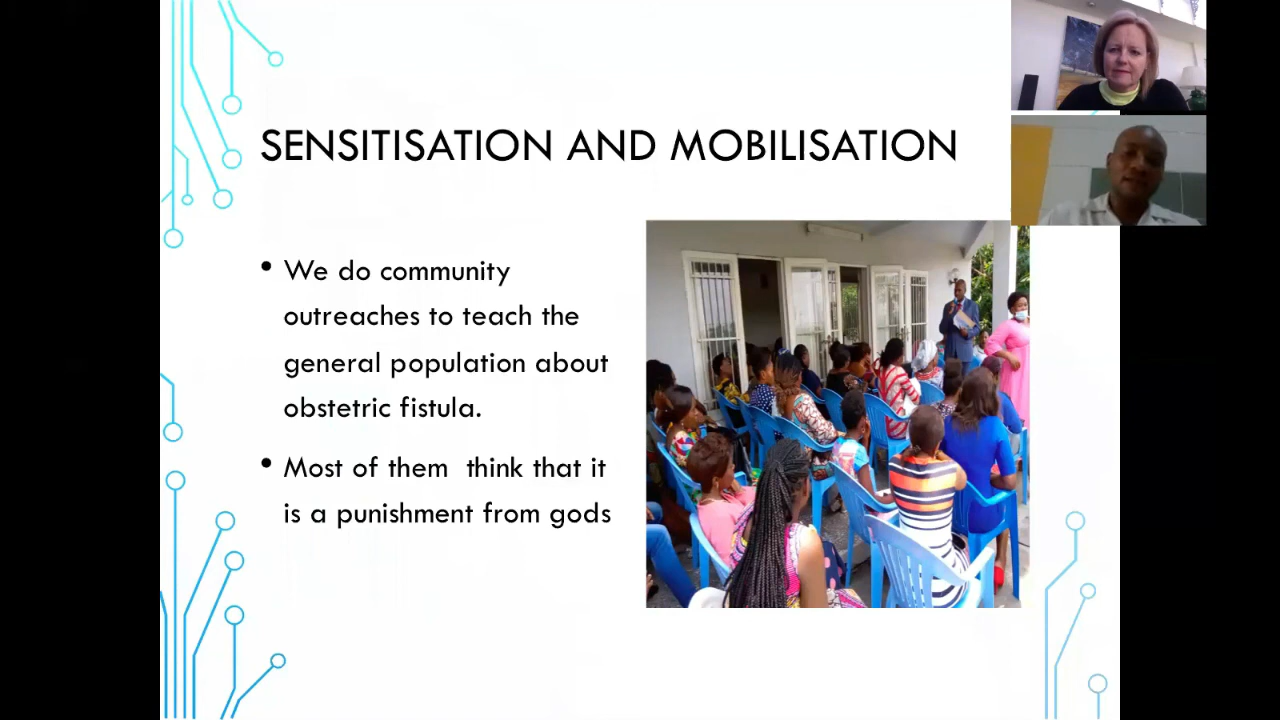 SENSITISATION AND MOBILISATION
• We do community
outreaches to teach the
general population about
obstetric fistula.
• Most of them  think that it
is a punishment from gods